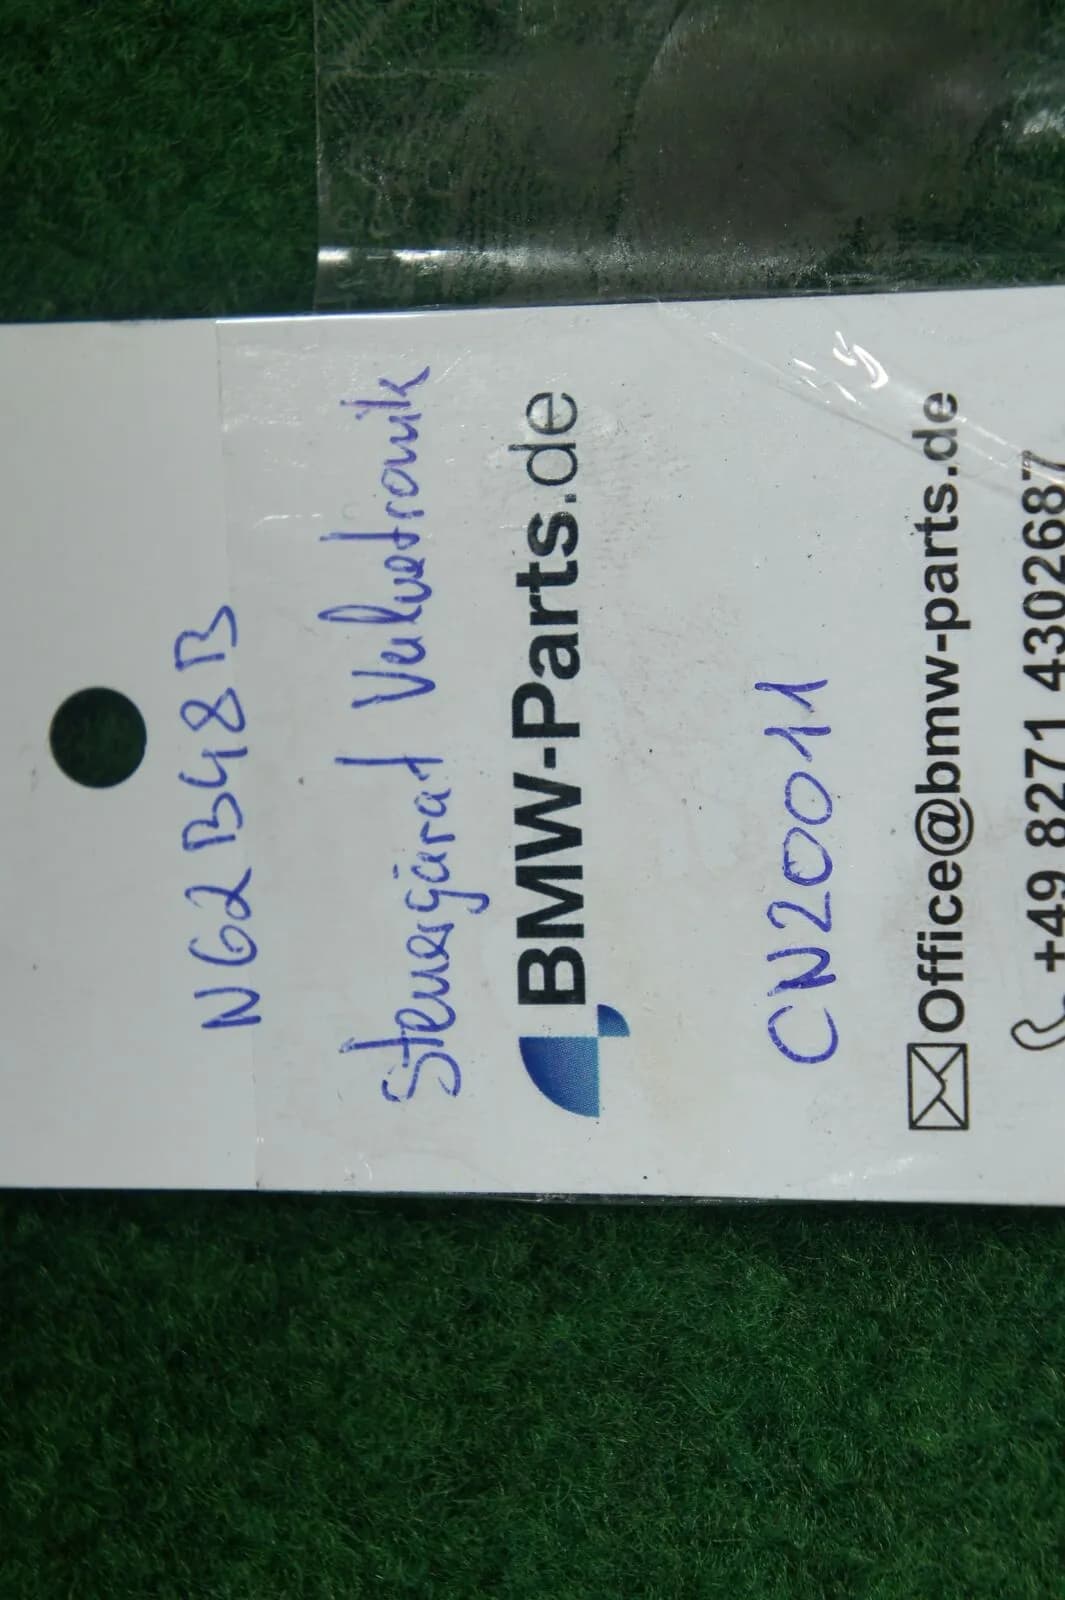 N62B48B
Steuergärat Valvetronik
BMW-Parts.de
CN20011
Office@bmw-parts.de
+49 8271 4302687